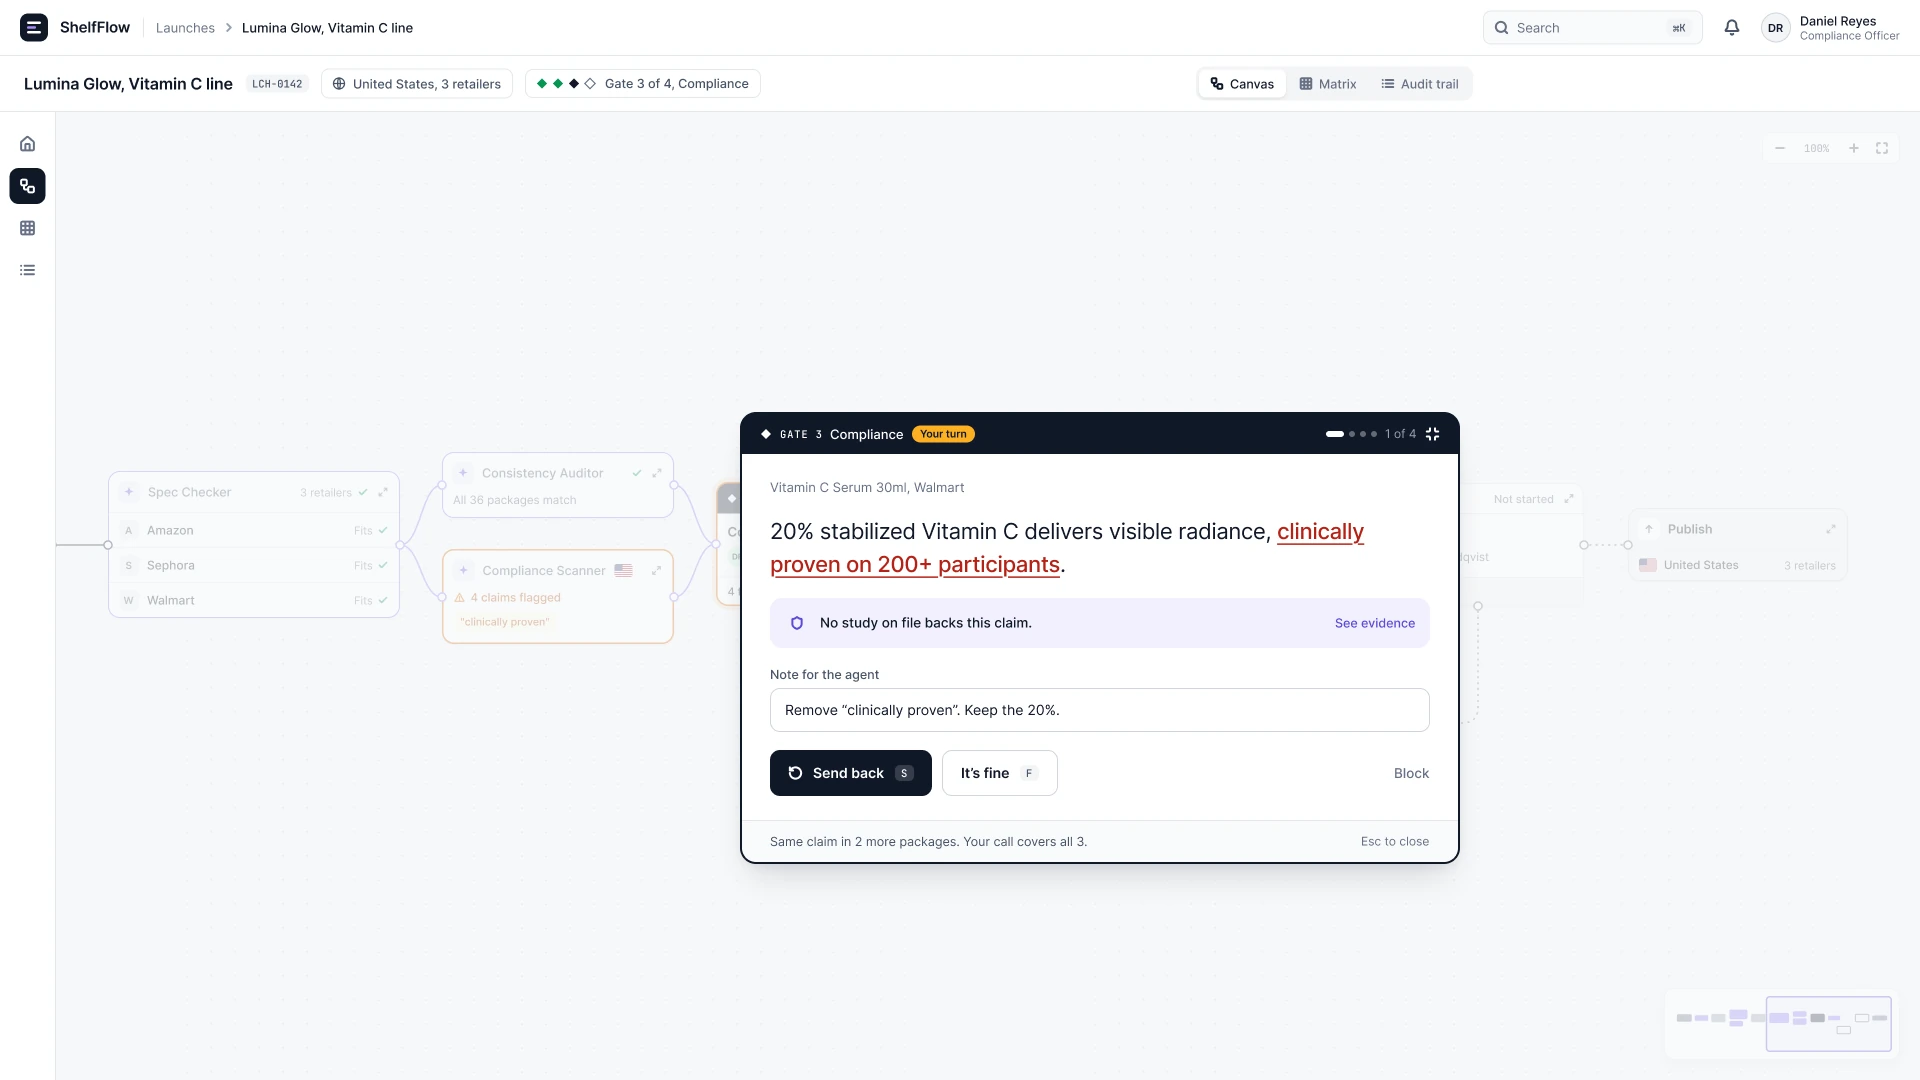 ShelfFlow
Launches
Lumina Glow, Vitamin C line
Search
⌘K
DR
Daniel Reyes
Compliance Officer
Lumina Glow, Vitamin C line
LCH-0142
United States, 3 retailers
Gate 3 of 4, Compliance
Canvas
Matrix
Audit trail
100%
Spec Checker
3 retailers
A
Amazon
Fits
S
Sephora
Fits
W
Walmart
Fits
Consistency Auditor
All 36 packages match
Compliance Scanner
4 claims flagged
"clinically proven"
GATE 3
Compliance
Your turn
1 of 4
Vitamin C Serum 30ml, Walmart
20% stabilized Vitamin C delivers visible radiance, clinically
proven on 200+ participants.
No study on file backs this claim.
See evidence
Note for the agent
Remove “clinically proven”. Keep the 20%.
Send back
S
It’s fine
F
Block
Same claim in 2 more packages. Your call covers all 3.
Esc to close
Not started
Publish
United States
3 retailers